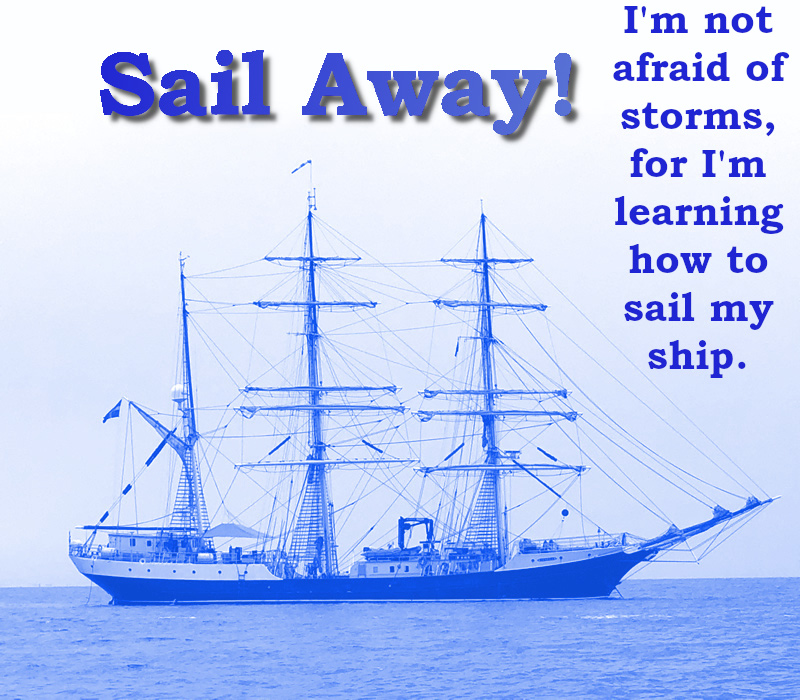 Sail Away!
I'm not
afraid of
storms,
for I'm
learning
how to
sail my
ship.